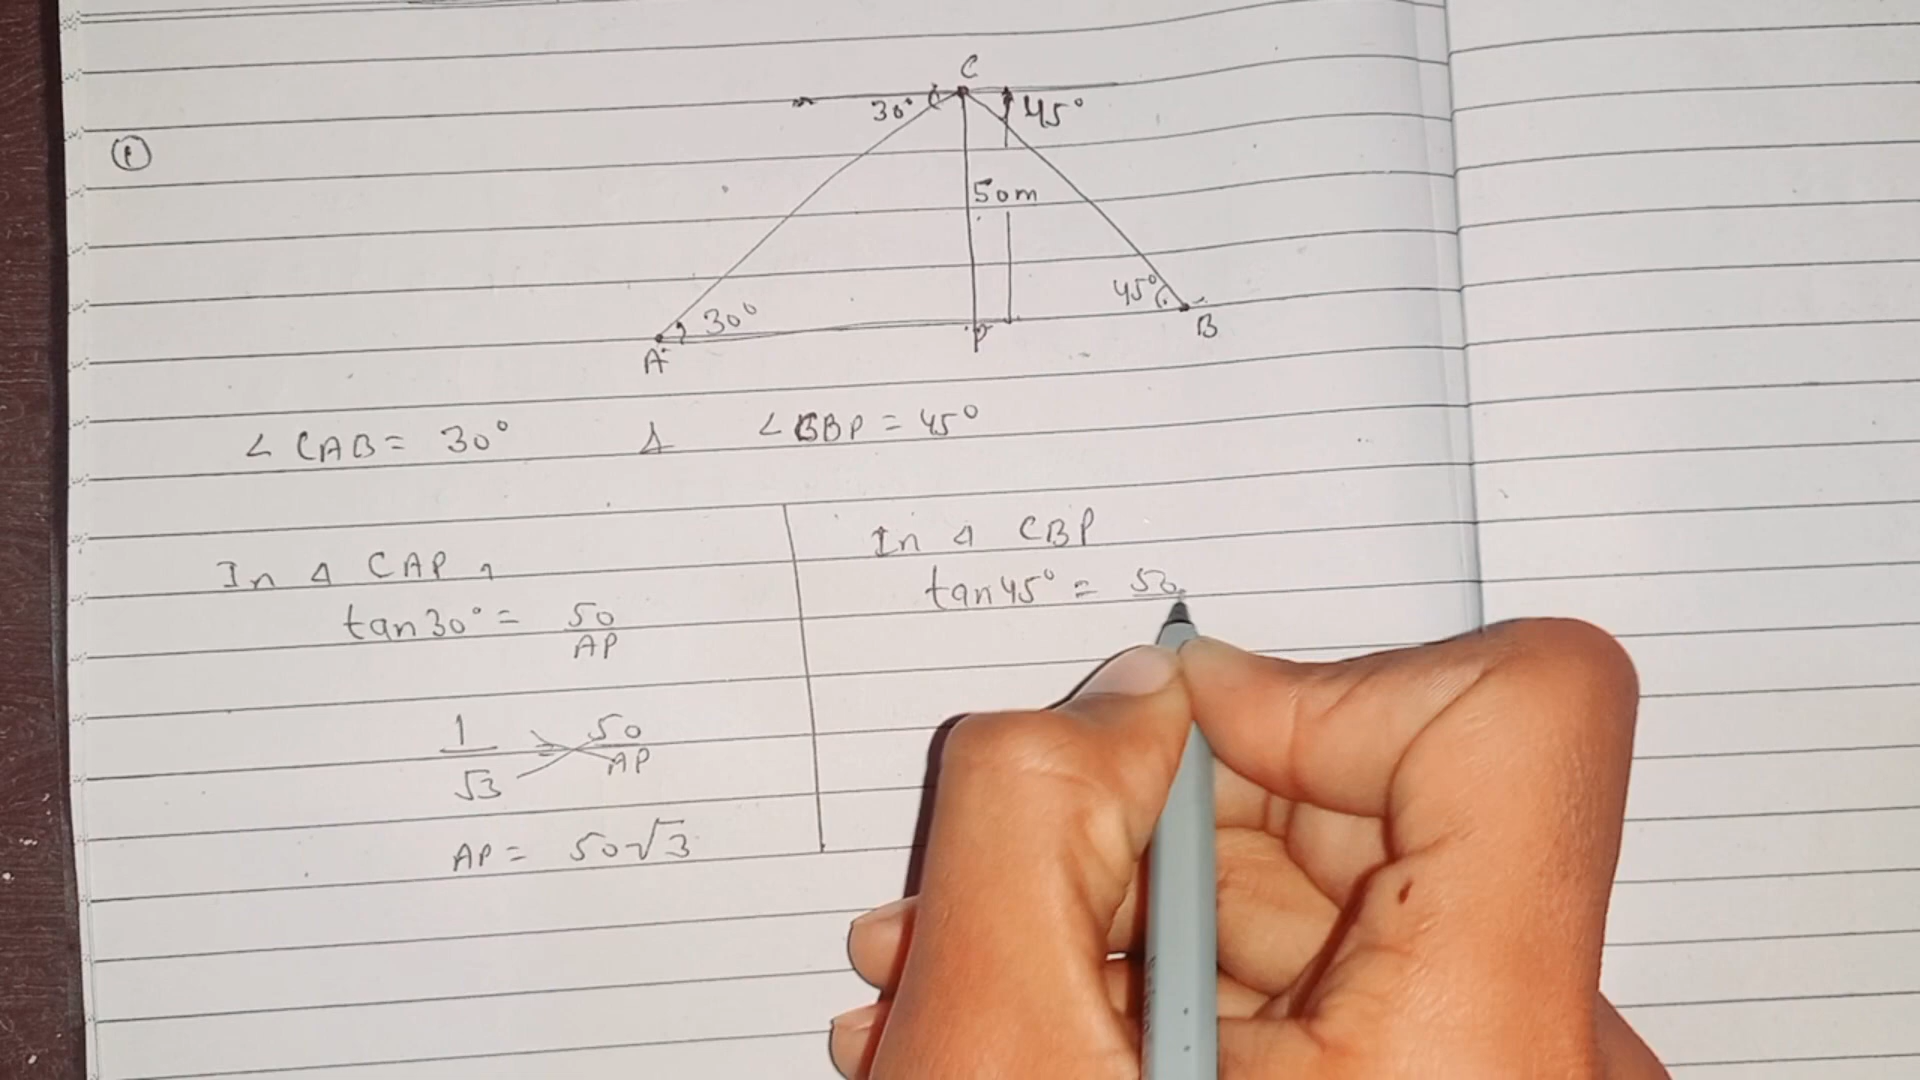 C
30° 45°
①
50m
45°
30°
A P B
∠CAB = 30° Δ ∠CBP = 45°
In Δ CAP,
tan30° = 50/AP
1/√3 = 50/AP
AP = 50√3
In Δ CBP
tan45° = 50